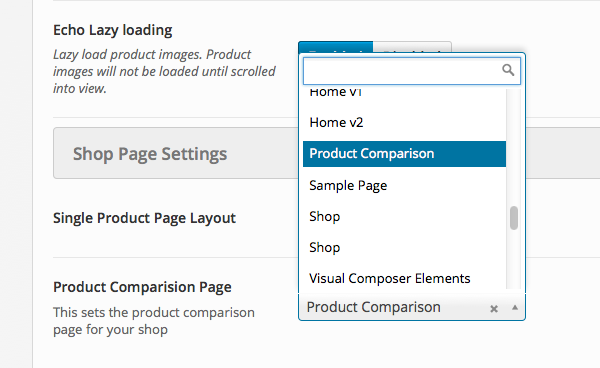 Echo Lazy loading
Lazy load product images. Product
images will not be loaded until scrolled
into view.
Home v1
Home v2
Product Comparison
Sample Page
Shop
Shop
Visual Composer Elements
Shop Page Settings
Single Product Page Layout
Product Comparision Page
This sets the product comparison
page for your shop
Product Comparison